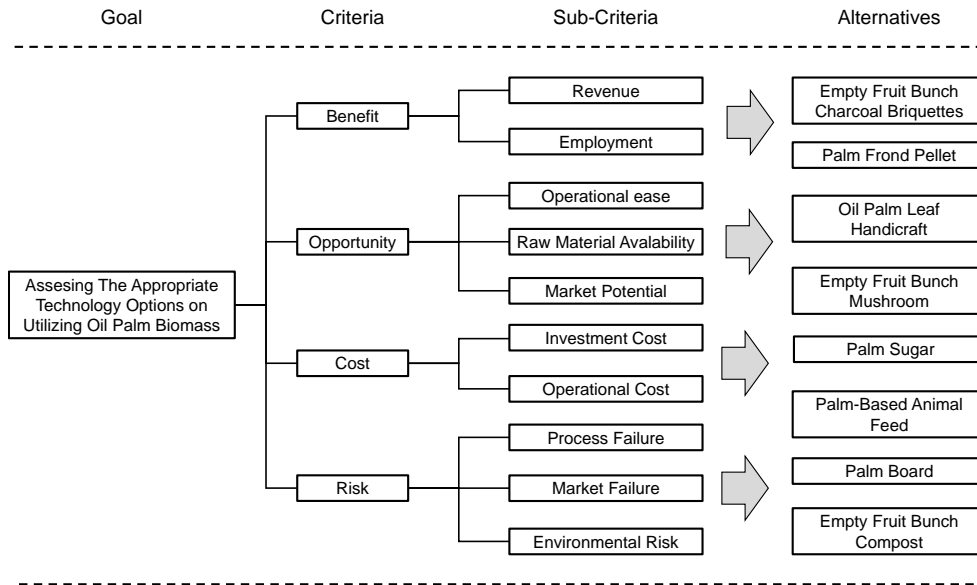 Goal
Criteria
Sub-Criteria
Alternatives
Assesing The Appropriate
Technology Options on
Utilizing Oil Palm Biomass
Benefit
Opportunity
Cost
Risk
Revenue
Employment
Operational ease
Raw Material Avalability
Market Potential
Investment Cost
Operational Cost
Process Failure
Market Failure
Environmental Risk
Empty Fruit Bunch
Charcoal Briquettes
Palm Frond Pellet
Oil Palm Leaf
Handicraft
Empty Fruit Bunch
Mushroom
Palm Sugar
Palm-Based Animal
Feed
Palm Board
Empty Fruit Bunch
Compost